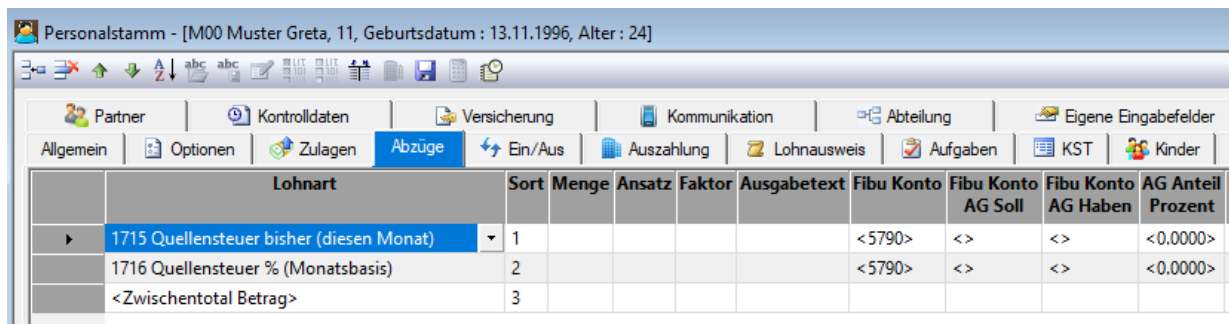 Personalstamm - [M00 Muster Greta, 11, Geburtsdatum : 13.11.1996, Alter : 24]
Partner Kontrolldaten Versicherung Kommunikation Abteilung Eigene Eingabefelder
Allgemein Optionen Zulagen Abzüge Ein/Aus Auszahlung Lohnausweis Aufgaben KST Kinder
Lohnart Sort Menge Ansatz Faktor Ausgabetext Fibu Konto Fibu Konto AG Soll Fibu Konto AG Haben AG Anteil Prozent
1715 Quellensteuer bisher (diesen Monat) 1 <5790> <> <> <0.0000>
1716 Quellensteuer % (Monatsbasis) 2 <5790> <> <> <0.0000>
<Zwischentotal Betrag> 3